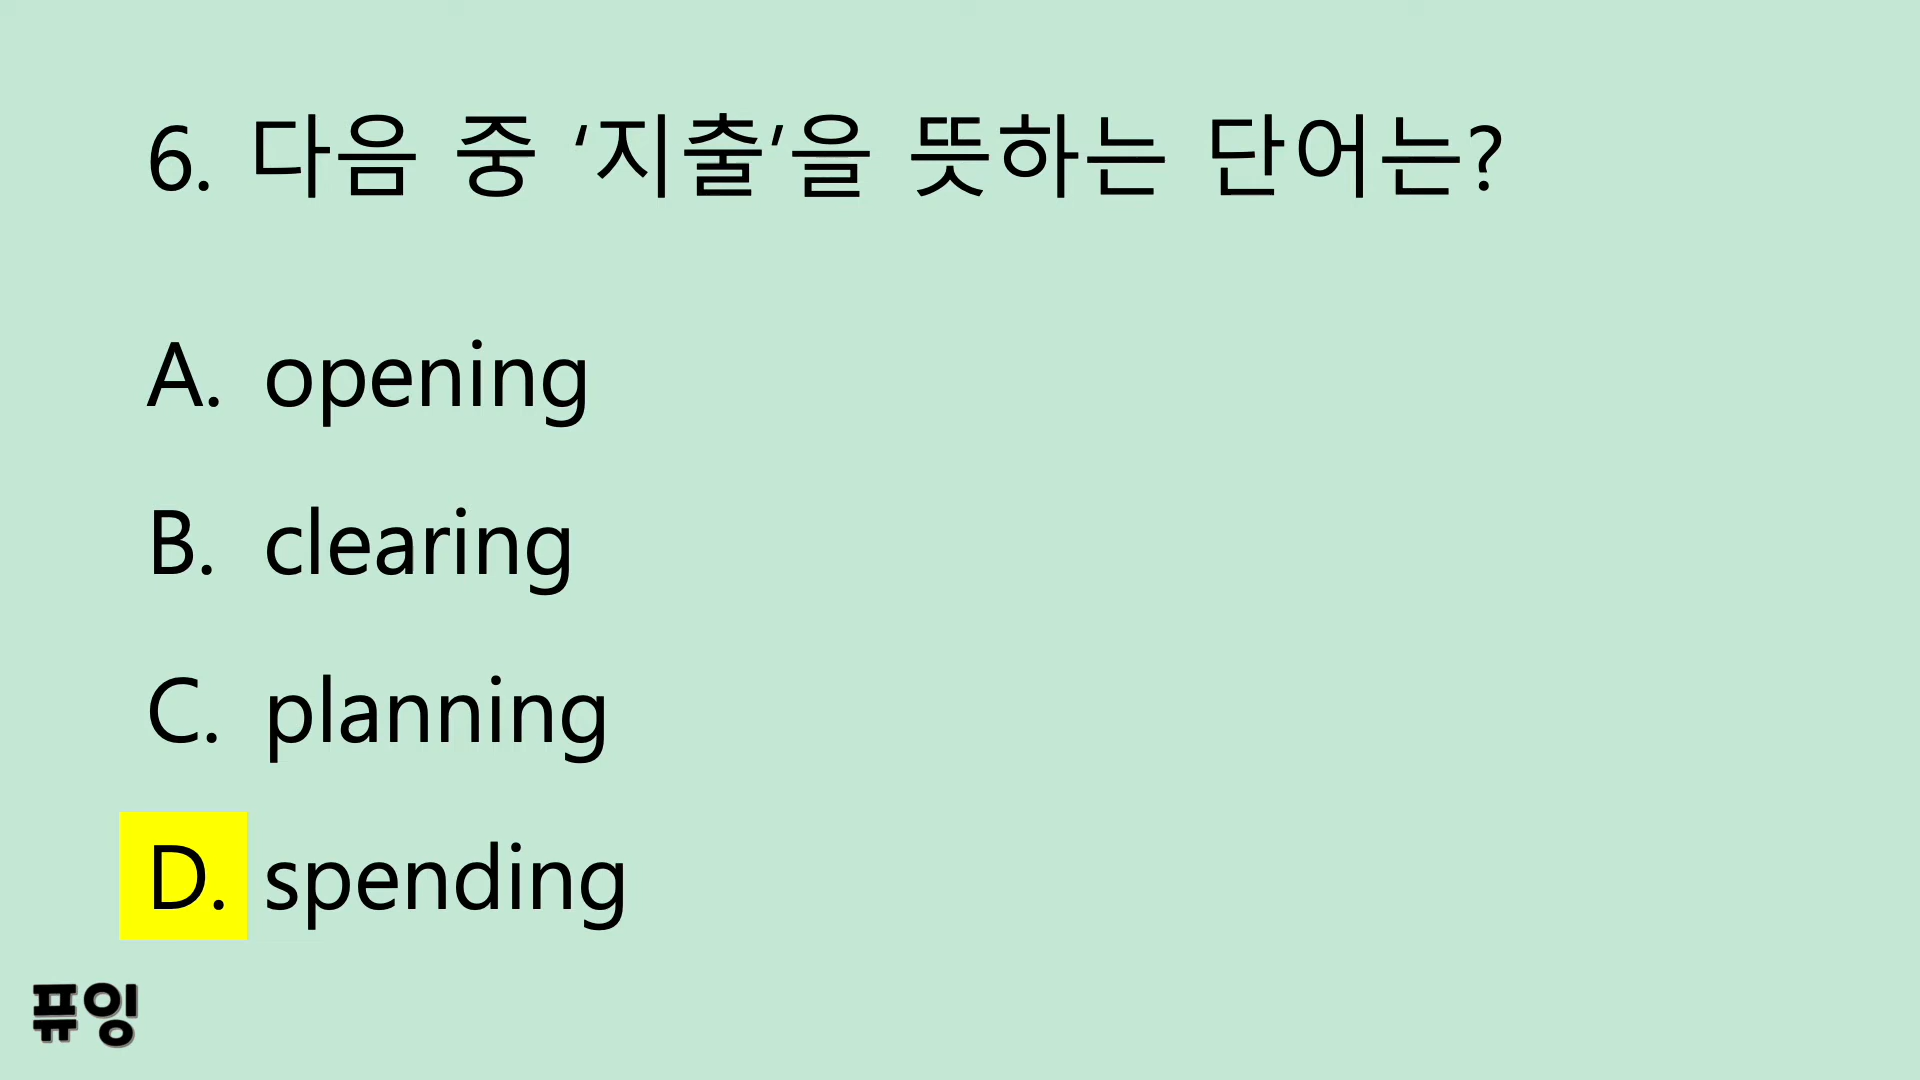 6. 다음 중 ‘지출’을 뜻하는 단어는?
A. opening
B. clearing
C. planning
D. spending
퓨잉